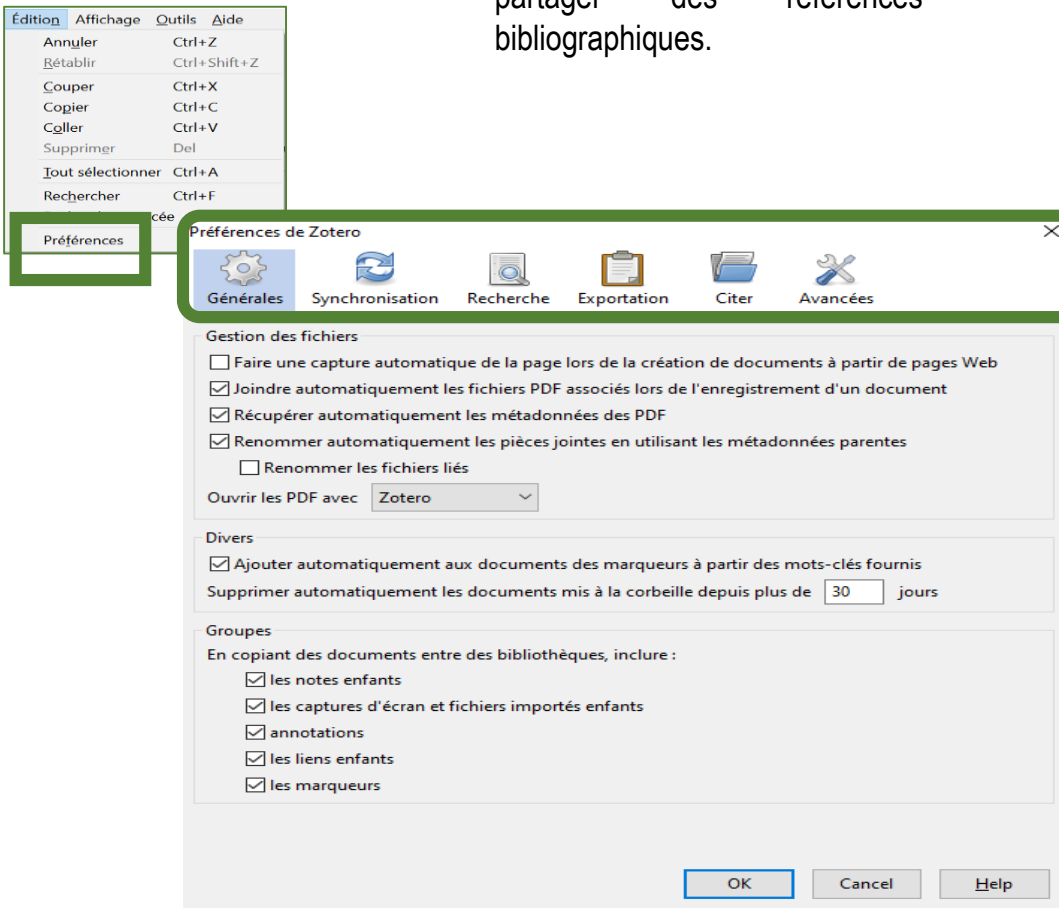 partager des références
bibliographiques.
Édition Affichage Outils Aide
Annuler Ctrl+Z
Rétablir Ctrl+Shift+Z
Couper Ctrl+X
Copier Ctrl+C
Coller Ctrl+V
Supprimer Del
Tout sélectionner Ctrl+A
Rechercher Ctrl+F
cée
Préférences
Préférences de Zotero
Générales Synchronisation Recherche Exportation Citer Avancées
Gestion des fichiers
Faire une capture automatique de la page lors de la création de documents à partir de pages Web
Joindre automatiquement les fichiers PDF associés lors de l'enregistrement d'un document
Récupérer automatiquement les métadonnées des PDF
Renommer automatiquement les pièces jointes en utilisant les métadonnées parentes
Renommer les fichiers liés
Ouvrir les PDF avec Zotero
Divers
Ajouter automatiquement aux documents des marqueurs à partir des mots-clés fournis
Supprimer automatiquement les documents mis à la corbeille depuis plus de 30 jours
Groupes
En copiant des documents entre des bibliothèques, inclure :
les notes enfants
les captures d'écran et fichiers importés enfants
annotations
les liens enfants
les marqueurs
OK Cancel Help